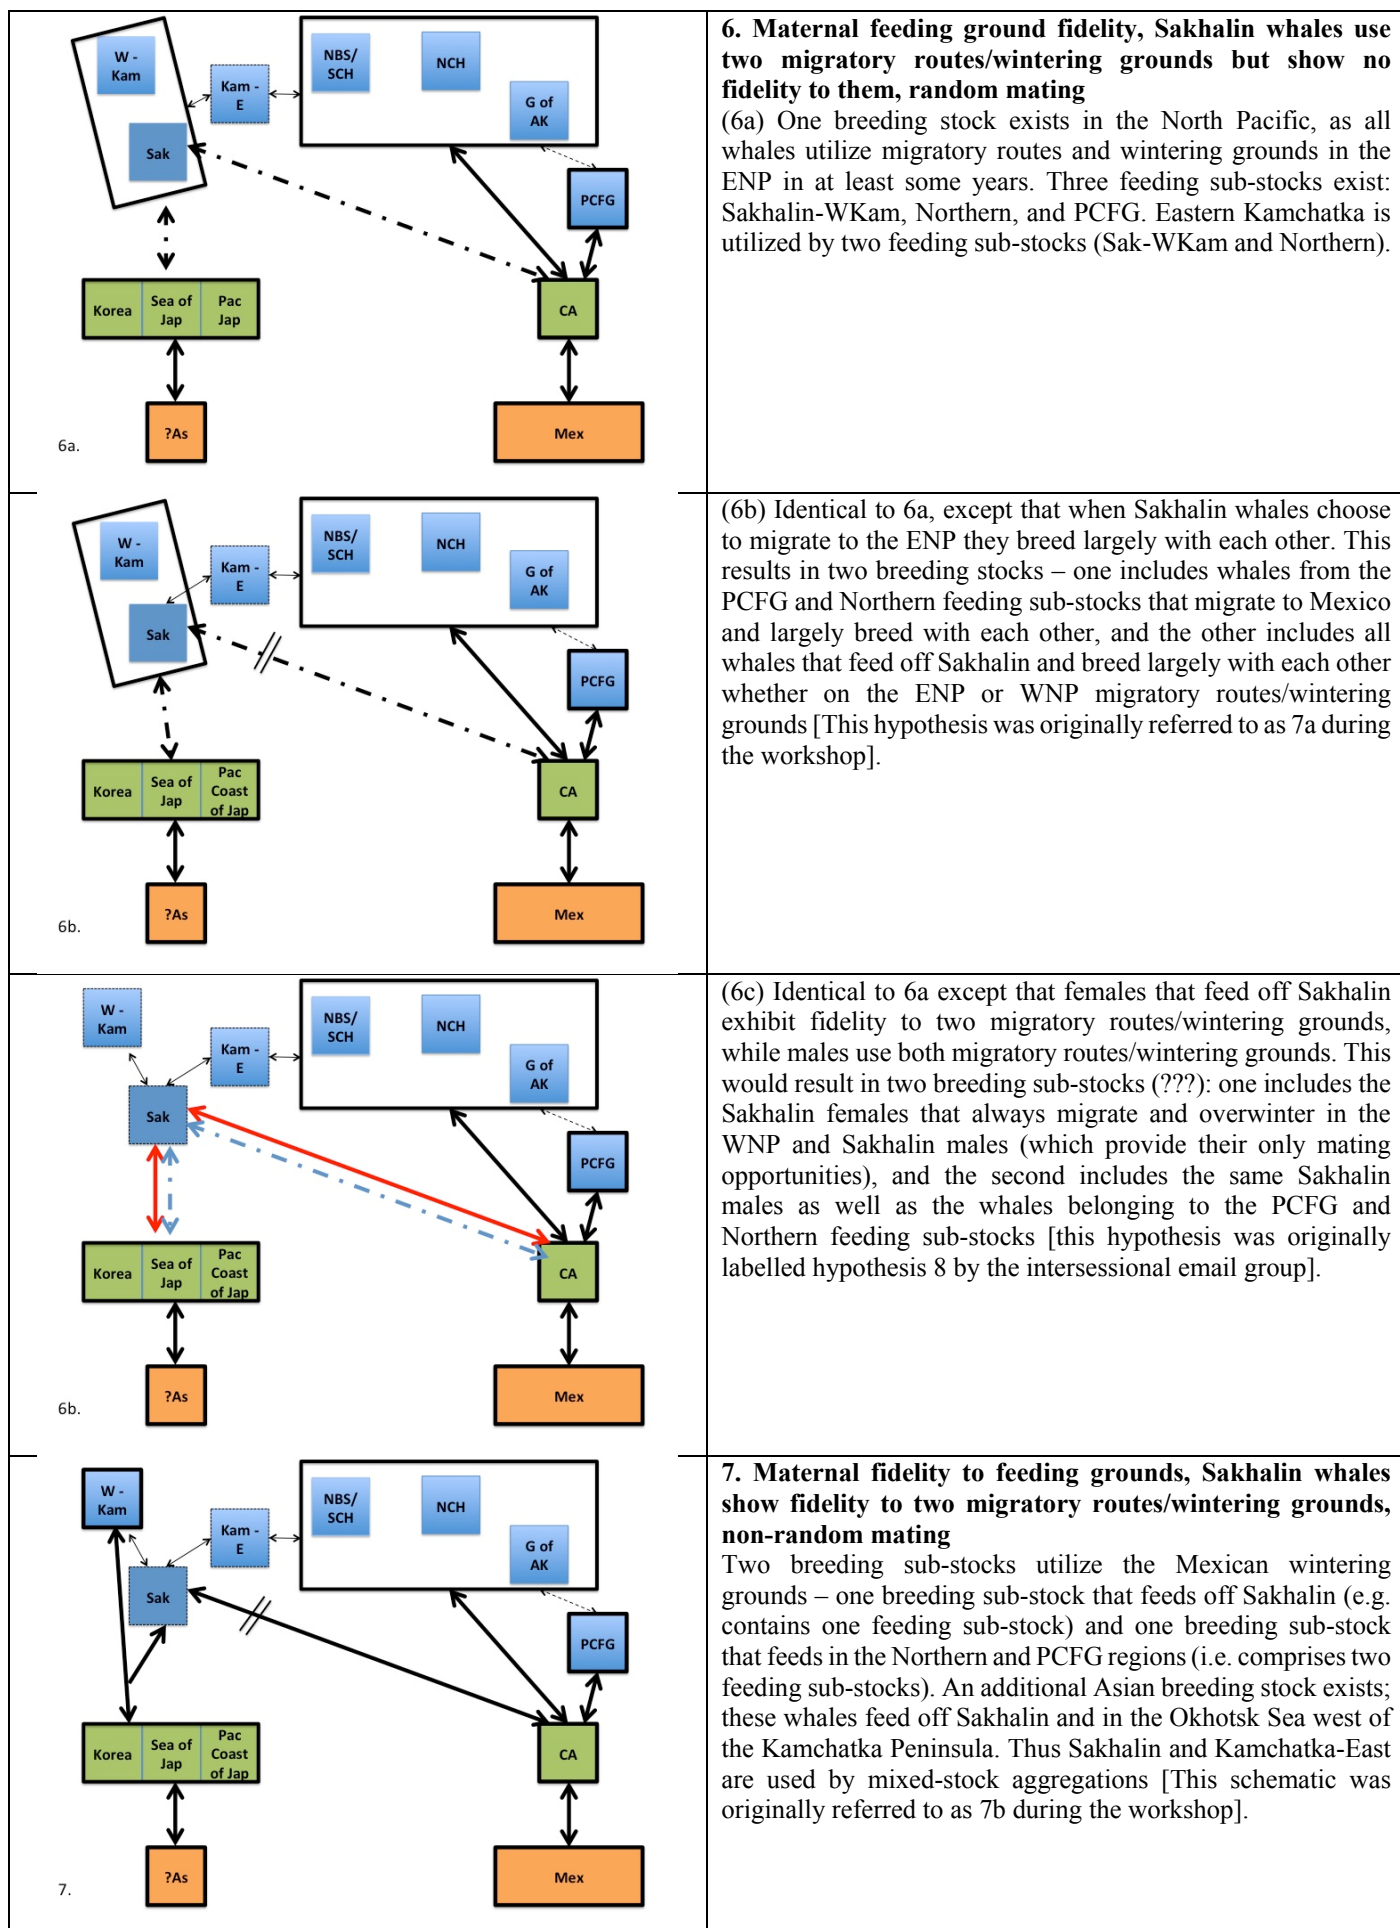 W -
Kam
Kam -
E
NBS/
SCH
NCH
G of
AK
Sak
PCFG
Korea
Sea of
Jap
Pac
Jap
CA
?As
Mex
6a.
6. Maternal feeding ground fidelity, Sakhalin whales use
two migratory routes/wintering grounds but show no
fidelity to them, random mating
(6a) One breeding stock exists in the North Pacific, as all
whales utilize migratory routes and wintering grounds in the
ENP in at least some years. Three feeding sub-stocks exist:
Sakhalin-WKam, Northern, and PCFG. Eastern Kamchatka is
utilized by two feeding sub-stocks (Sak-WKam and Northern).
W -
Kam
Kam -
E
NBS/
SCH
NCH
G of
AK
Sak
PCFG
Korea
Sea of
Jap
Pac
Coast
of Jap
CA
?As
Mex
6b.
(6b) Identical to 6a, except that when Sakhalin whales choose
to migrate to the ENP they breed largely with each other. This
results in two breeding stocks – one includes whales from the
PCFG and Northern feeding sub-stocks that migrate to Mexico
and largely breed with each other, and the other includes all
whales that feed off Sakhalin and breed largely with each other
whether on the ENP or WNP migratory routes/wintering
grounds [This hypothesis was originally referred to as 7a during
the workshop].
W -
Kam
Kam -
E
NBS/
SCH
NCH
G of
AK
Sak
PCFG
Korea
Sea of
Jap
Pac
Coast
of Jap
CA
?As
Mex
6b.
(6c) Identical to 6a except that females that feed off Sakhalin
exhibit fidelity to two migratory routes/wintering grounds,
while males use both migratory routes/wintering grounds. This
would result in two breeding sub-stocks (???): one includes the
Sakhalin females that always migrate and overwinter in the
WNP and Sakhalin males (which provide their only mating
opportunities), and the second includes the same Sakhalin
males as well as the whales belonging to the PCFG and
Northern feeding sub-stocks [this hypothesis was originally
labelled hypothesis 8 by the intersessional email group].
W -
Kam
Kam -
E
NBS/
SCH
NCH
G of
AK
Sak
PCFG
Korea
Sea of
Jap
Pac
Coast
of Jap
CA
?As
Mex
7.
7. Maternal fidelity to feeding grounds, Sakhalin whales
show fidelity to two migratory routes/wintering grounds,
non-random mating
Two breeding sub-stocks utilize the Mexican wintering
grounds – one breeding sub-stock that feeds off Sakhalin (e.g.
contains one feeding sub-stock) and one breeding sub-stock
that feeds in the Northern and PCFG regions (i.e. comprises two
feeding sub-stocks). An additional Asian breeding stock exists;
these whales feed off Sakhalin and in the Okhotsk Sea west of
the Kamchatka Peninsula. Thus Sakhalin and Kamchatka-East
are used by mixed-stock aggregations [This schematic was
originally referred to as 7b during the workshop].